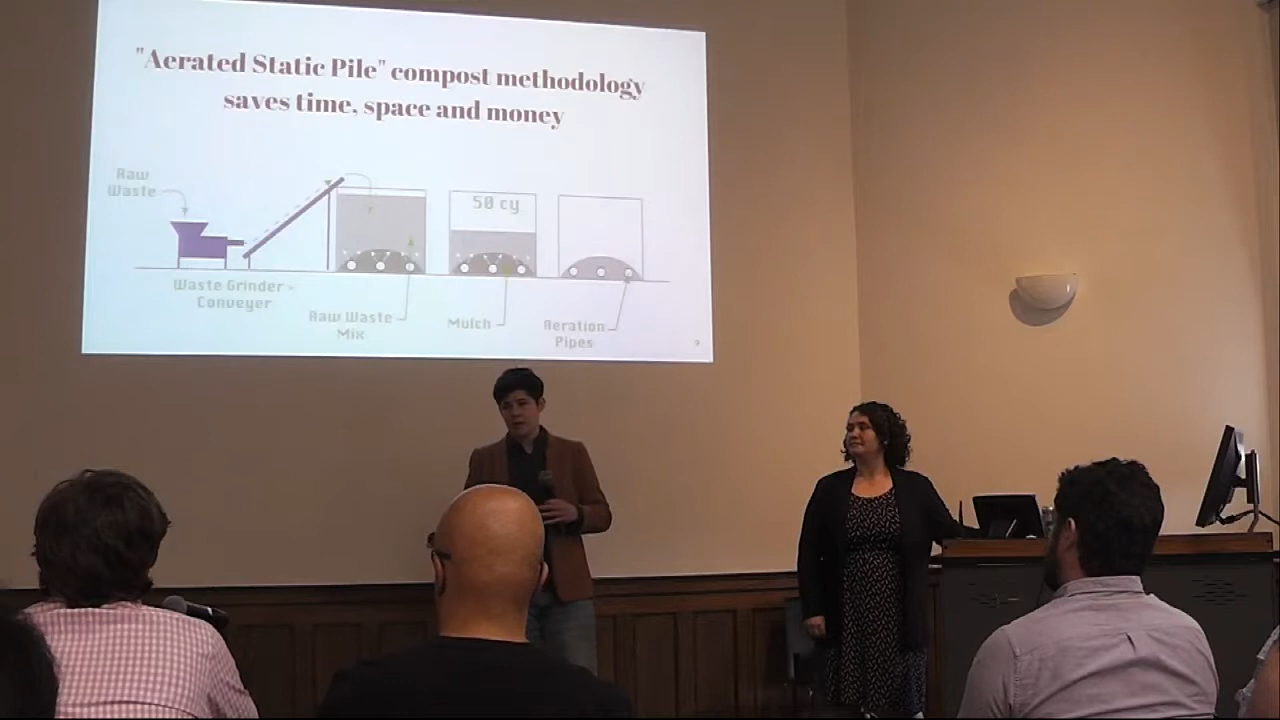 "Aerated Static Pile" compost methodology
saves time, space and money
Raw
Waste
50 cy
Waste Grinder -
Conveyer
Raw Waste
Mix
Mulch
Aeration
Pipes
9